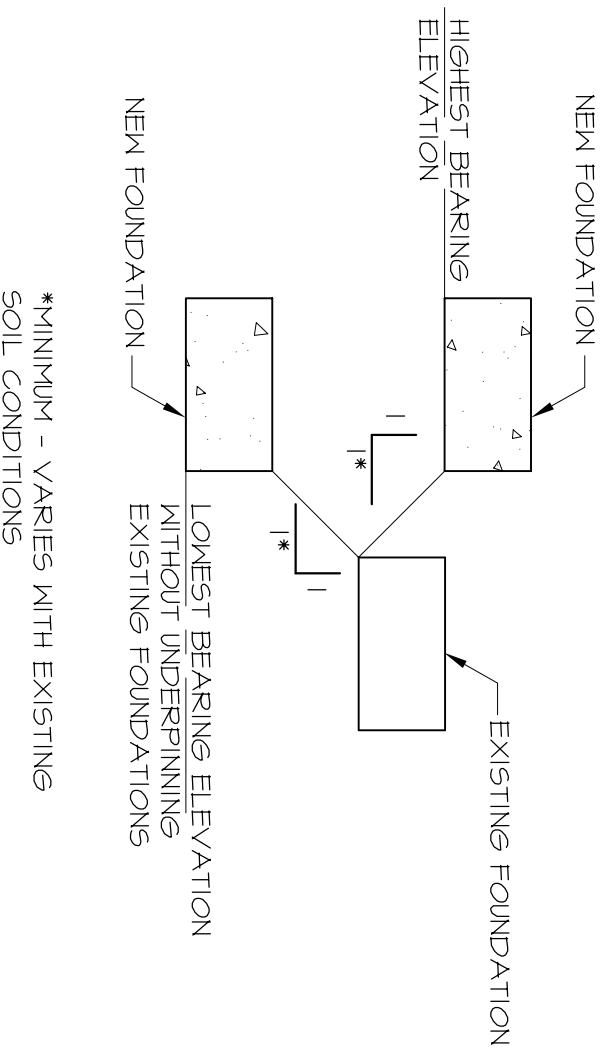 NEW FOUNDATION
HIGHEST BEARING
ELEVATION
EXISTING FOUNDATION
1
1*
1*
1
NEW FOUNDATION
LOWEST BEARING ELEVATION
WITHOUT UNDERPINNING
EXISTING FOUNDATIONS
*MINIMUM - VARIES WITH EXISTING
SOIL CONDITIONS